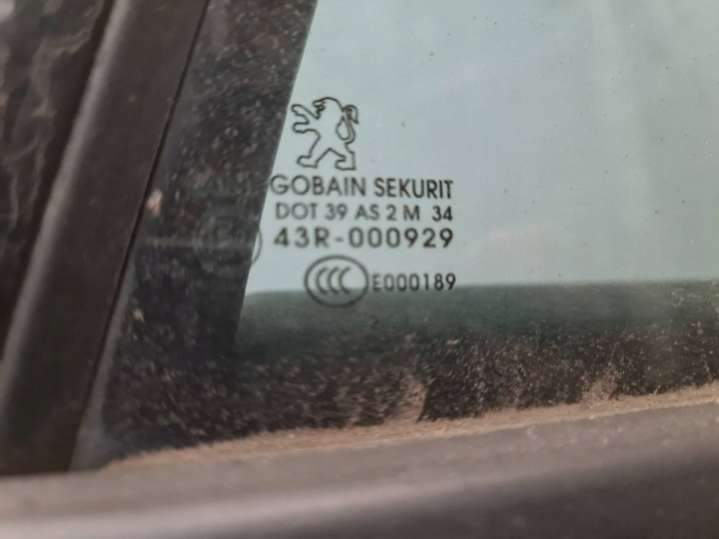 GOBAIN SEKURIT
DOT 39 AS 2 M 34
43R-000929
CCC E000189